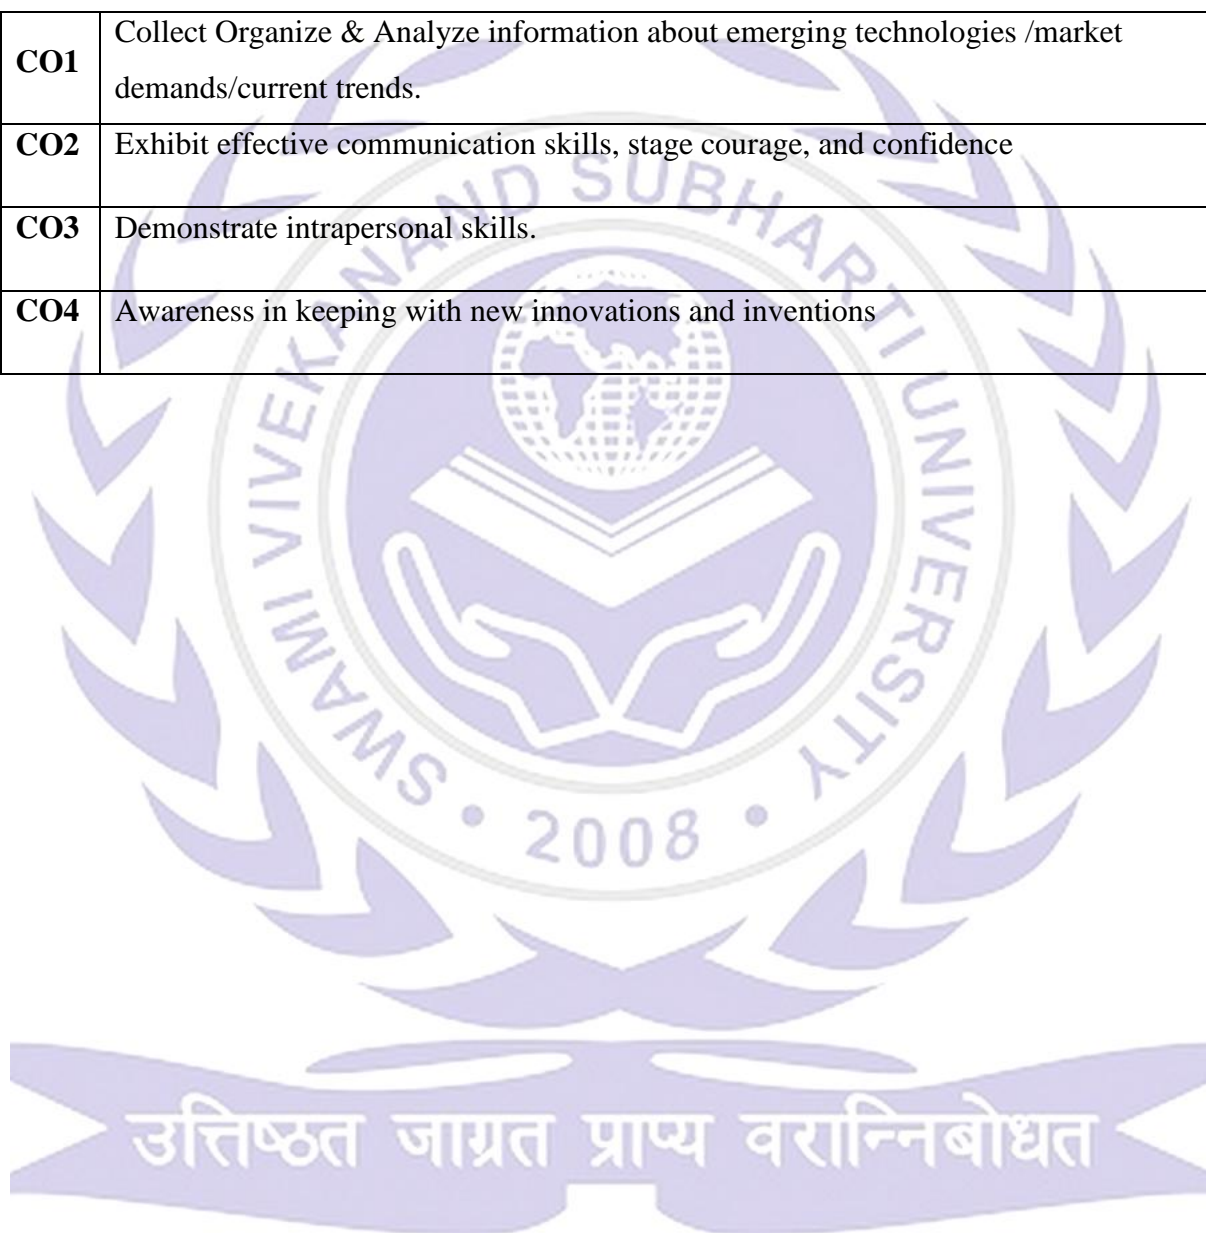 CO1 Collect Organize & Analyze information about emerging technologies /market
demands/current trends.
CO2 Exhibit effective communication skills, stage courage, and confidence
CO3 Demonstrate intrapersonal skills.
CO4 Awareness in keeping with new innovations and inventions
SWAMI VIVEKANAND SUBHARTI UNIVERSITY
• 2008 •
उत्तिष्ठत जाग्रत प्राप्य वरान्निबोधत